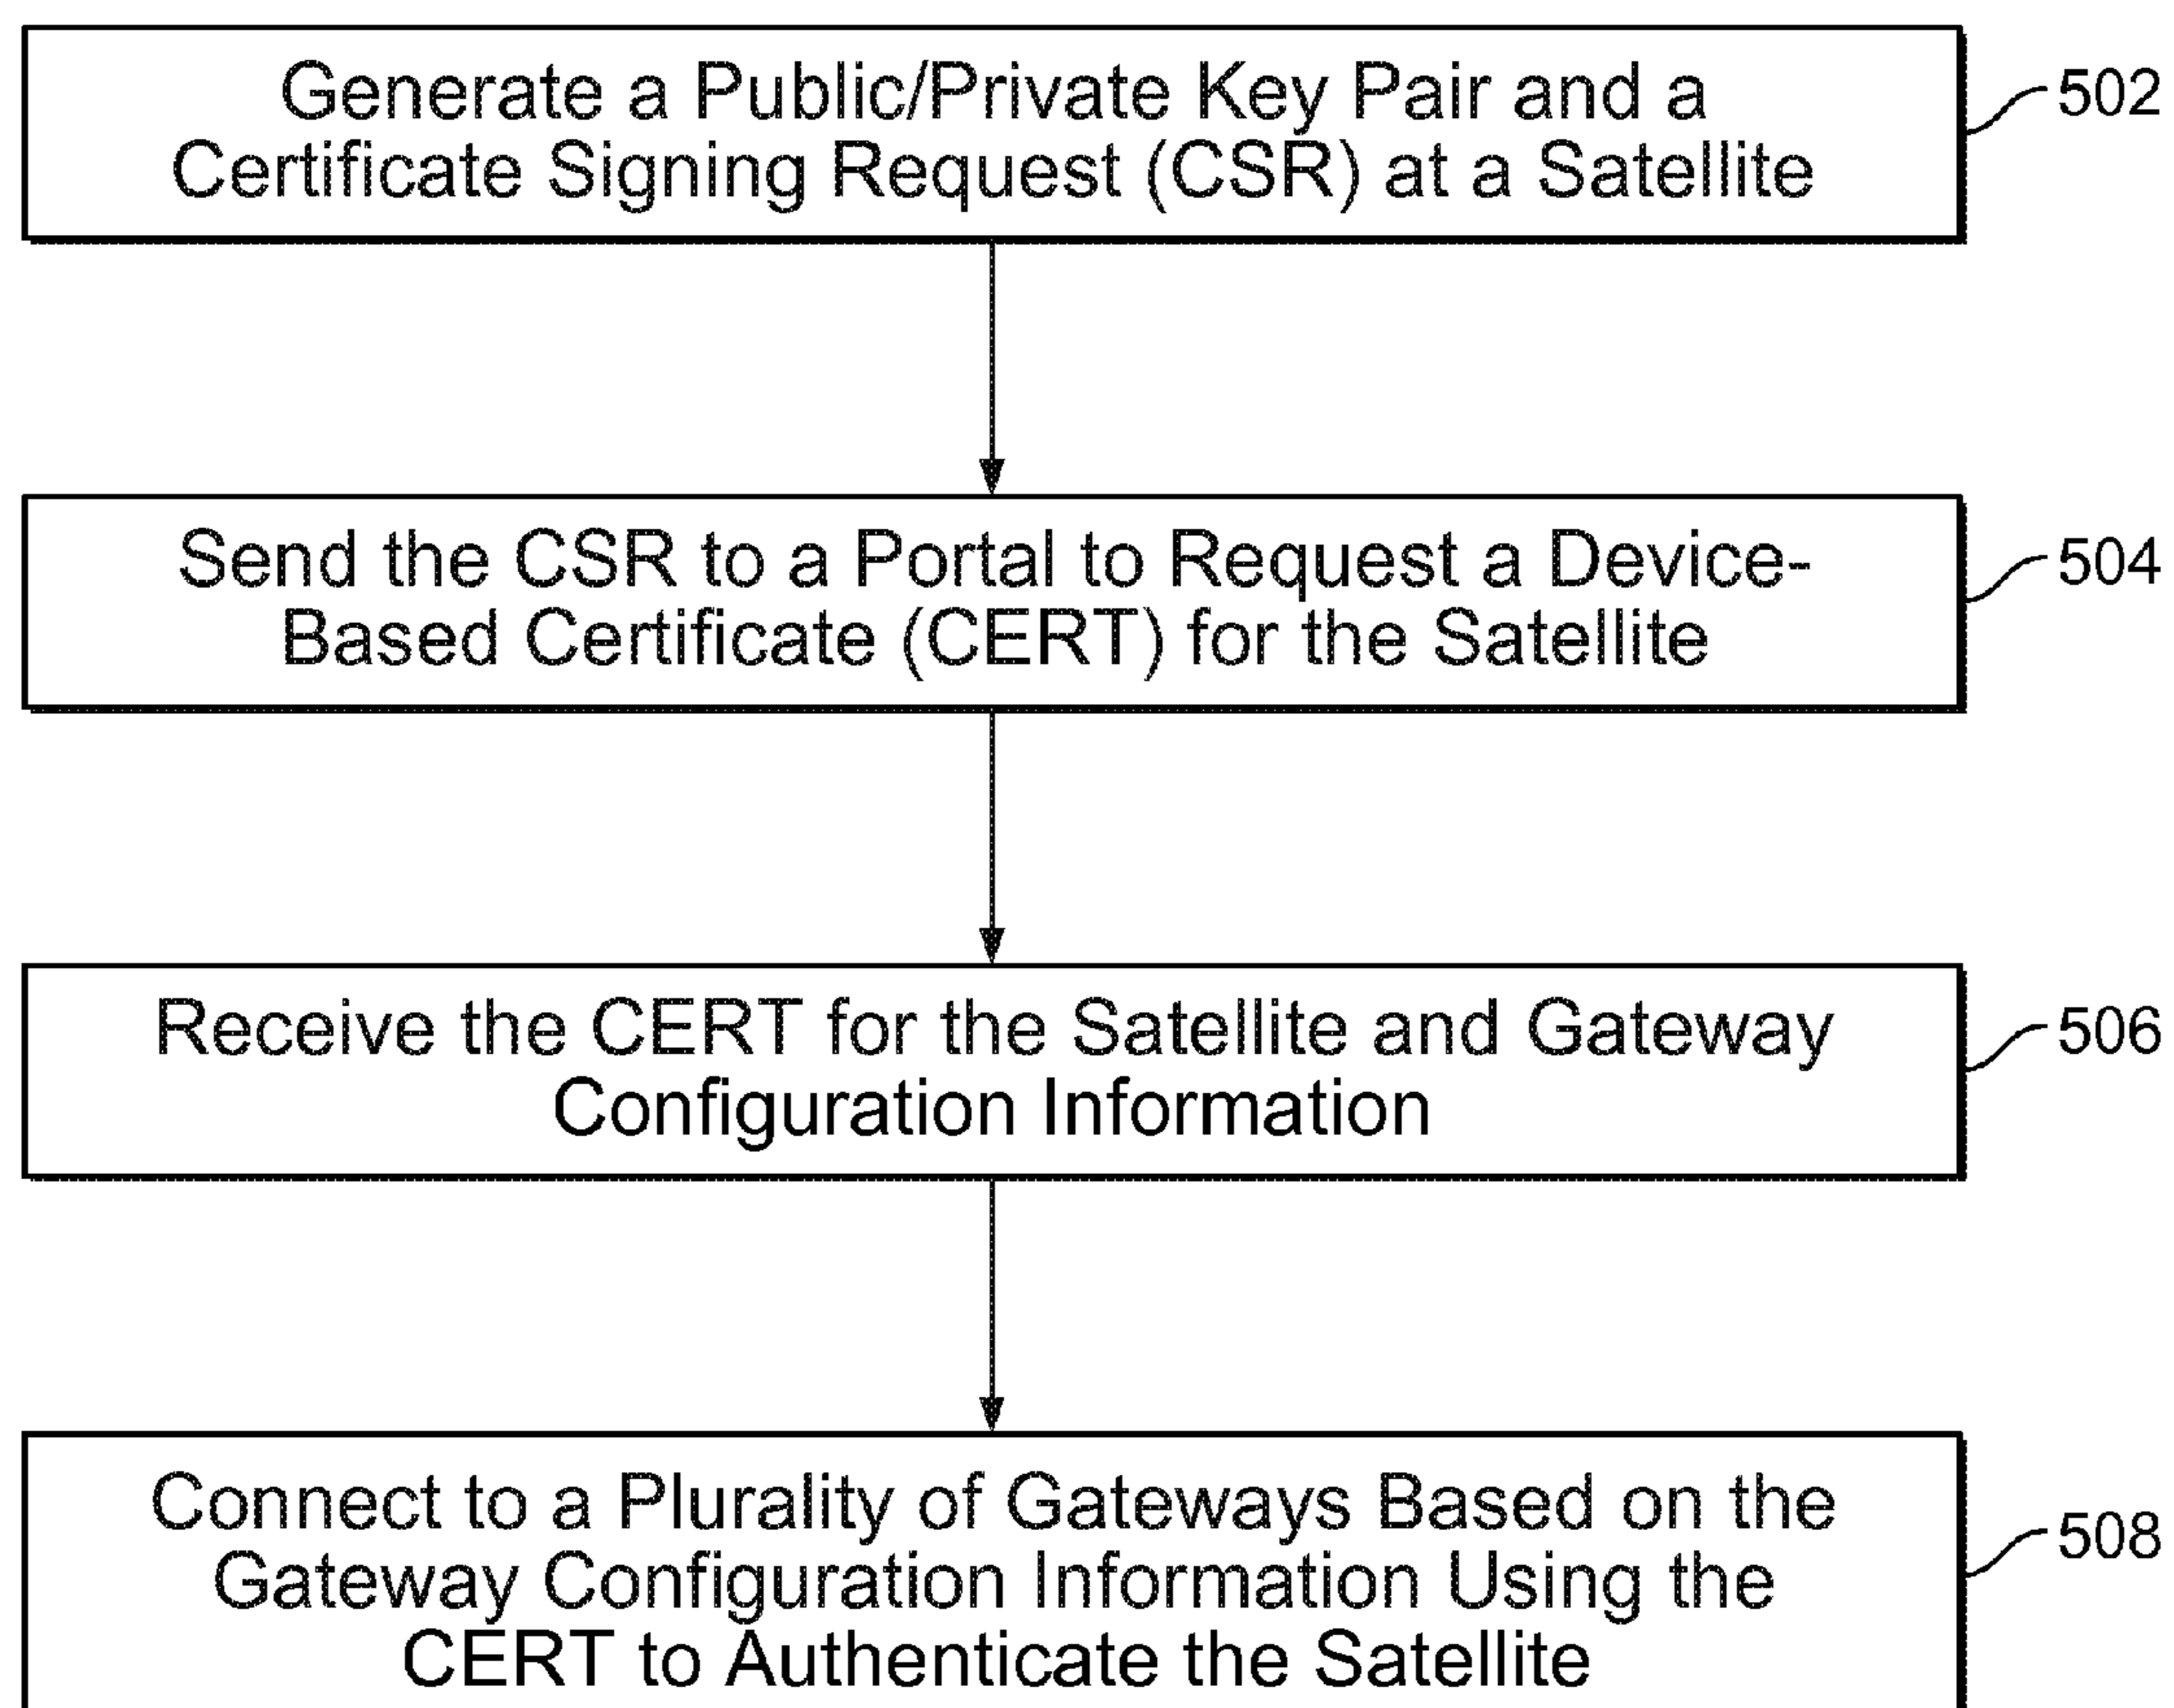 Generate a Public/Private Key Pair and a
Certificate Signing Request (CSR) at a Satellite
502
Send the CSR to a Portal to Request a Device-
Based Certificate (CERT) for the Satellite
504
Receive the CERT for the Satellite and Gateway
Configuration Information
506
Connect to a Plurality of Gateways Based on the
Gateway Configuration Information Using the
CERT to Authenticate the Satellite
508